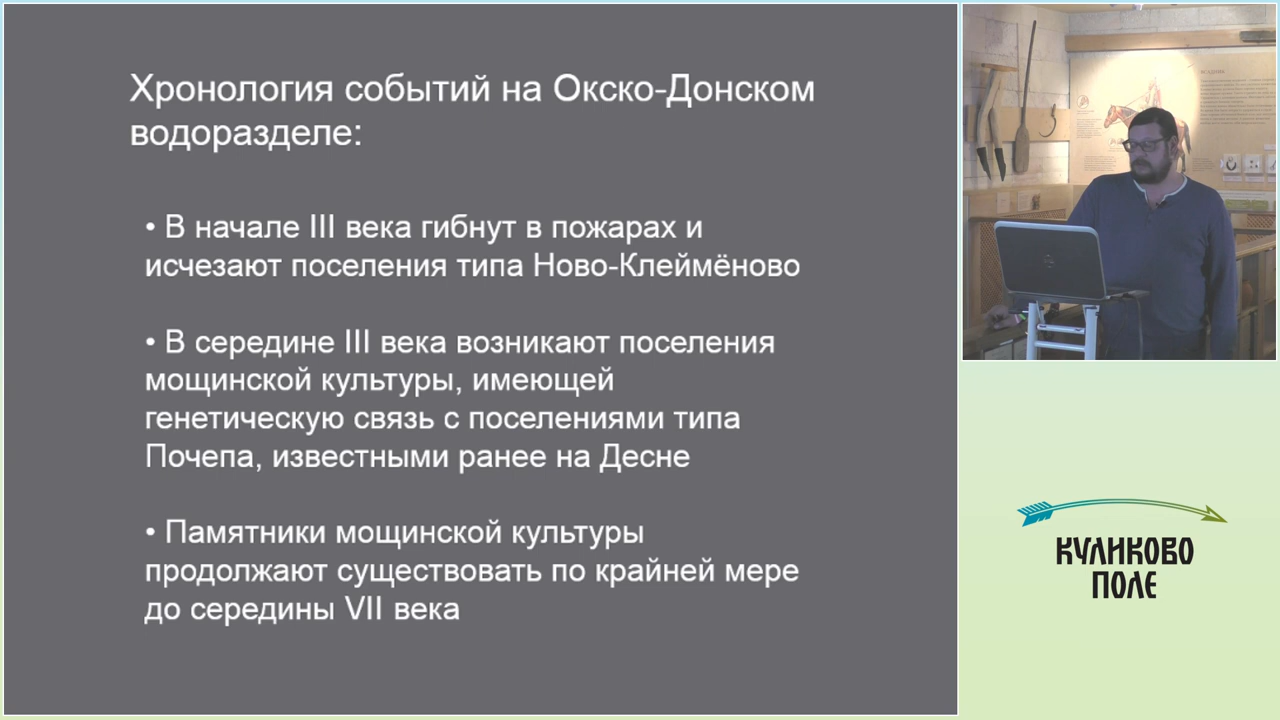 Хронология событий на Окско-Донском
водоразделе:
• В начале III века гибнут в пожарах и
исчезают поселения типа Ново-Клеймёново
• В середине III века возникают поселения
мощинской культуры, имеющей
генетическую связь с поселениями типа
Почепа, известными ранее на Десне
• Памятники мощинской культуры
продолжают существовать по крайней мере
до середины VII века
КУЛИКОВО
ПОЛЕ